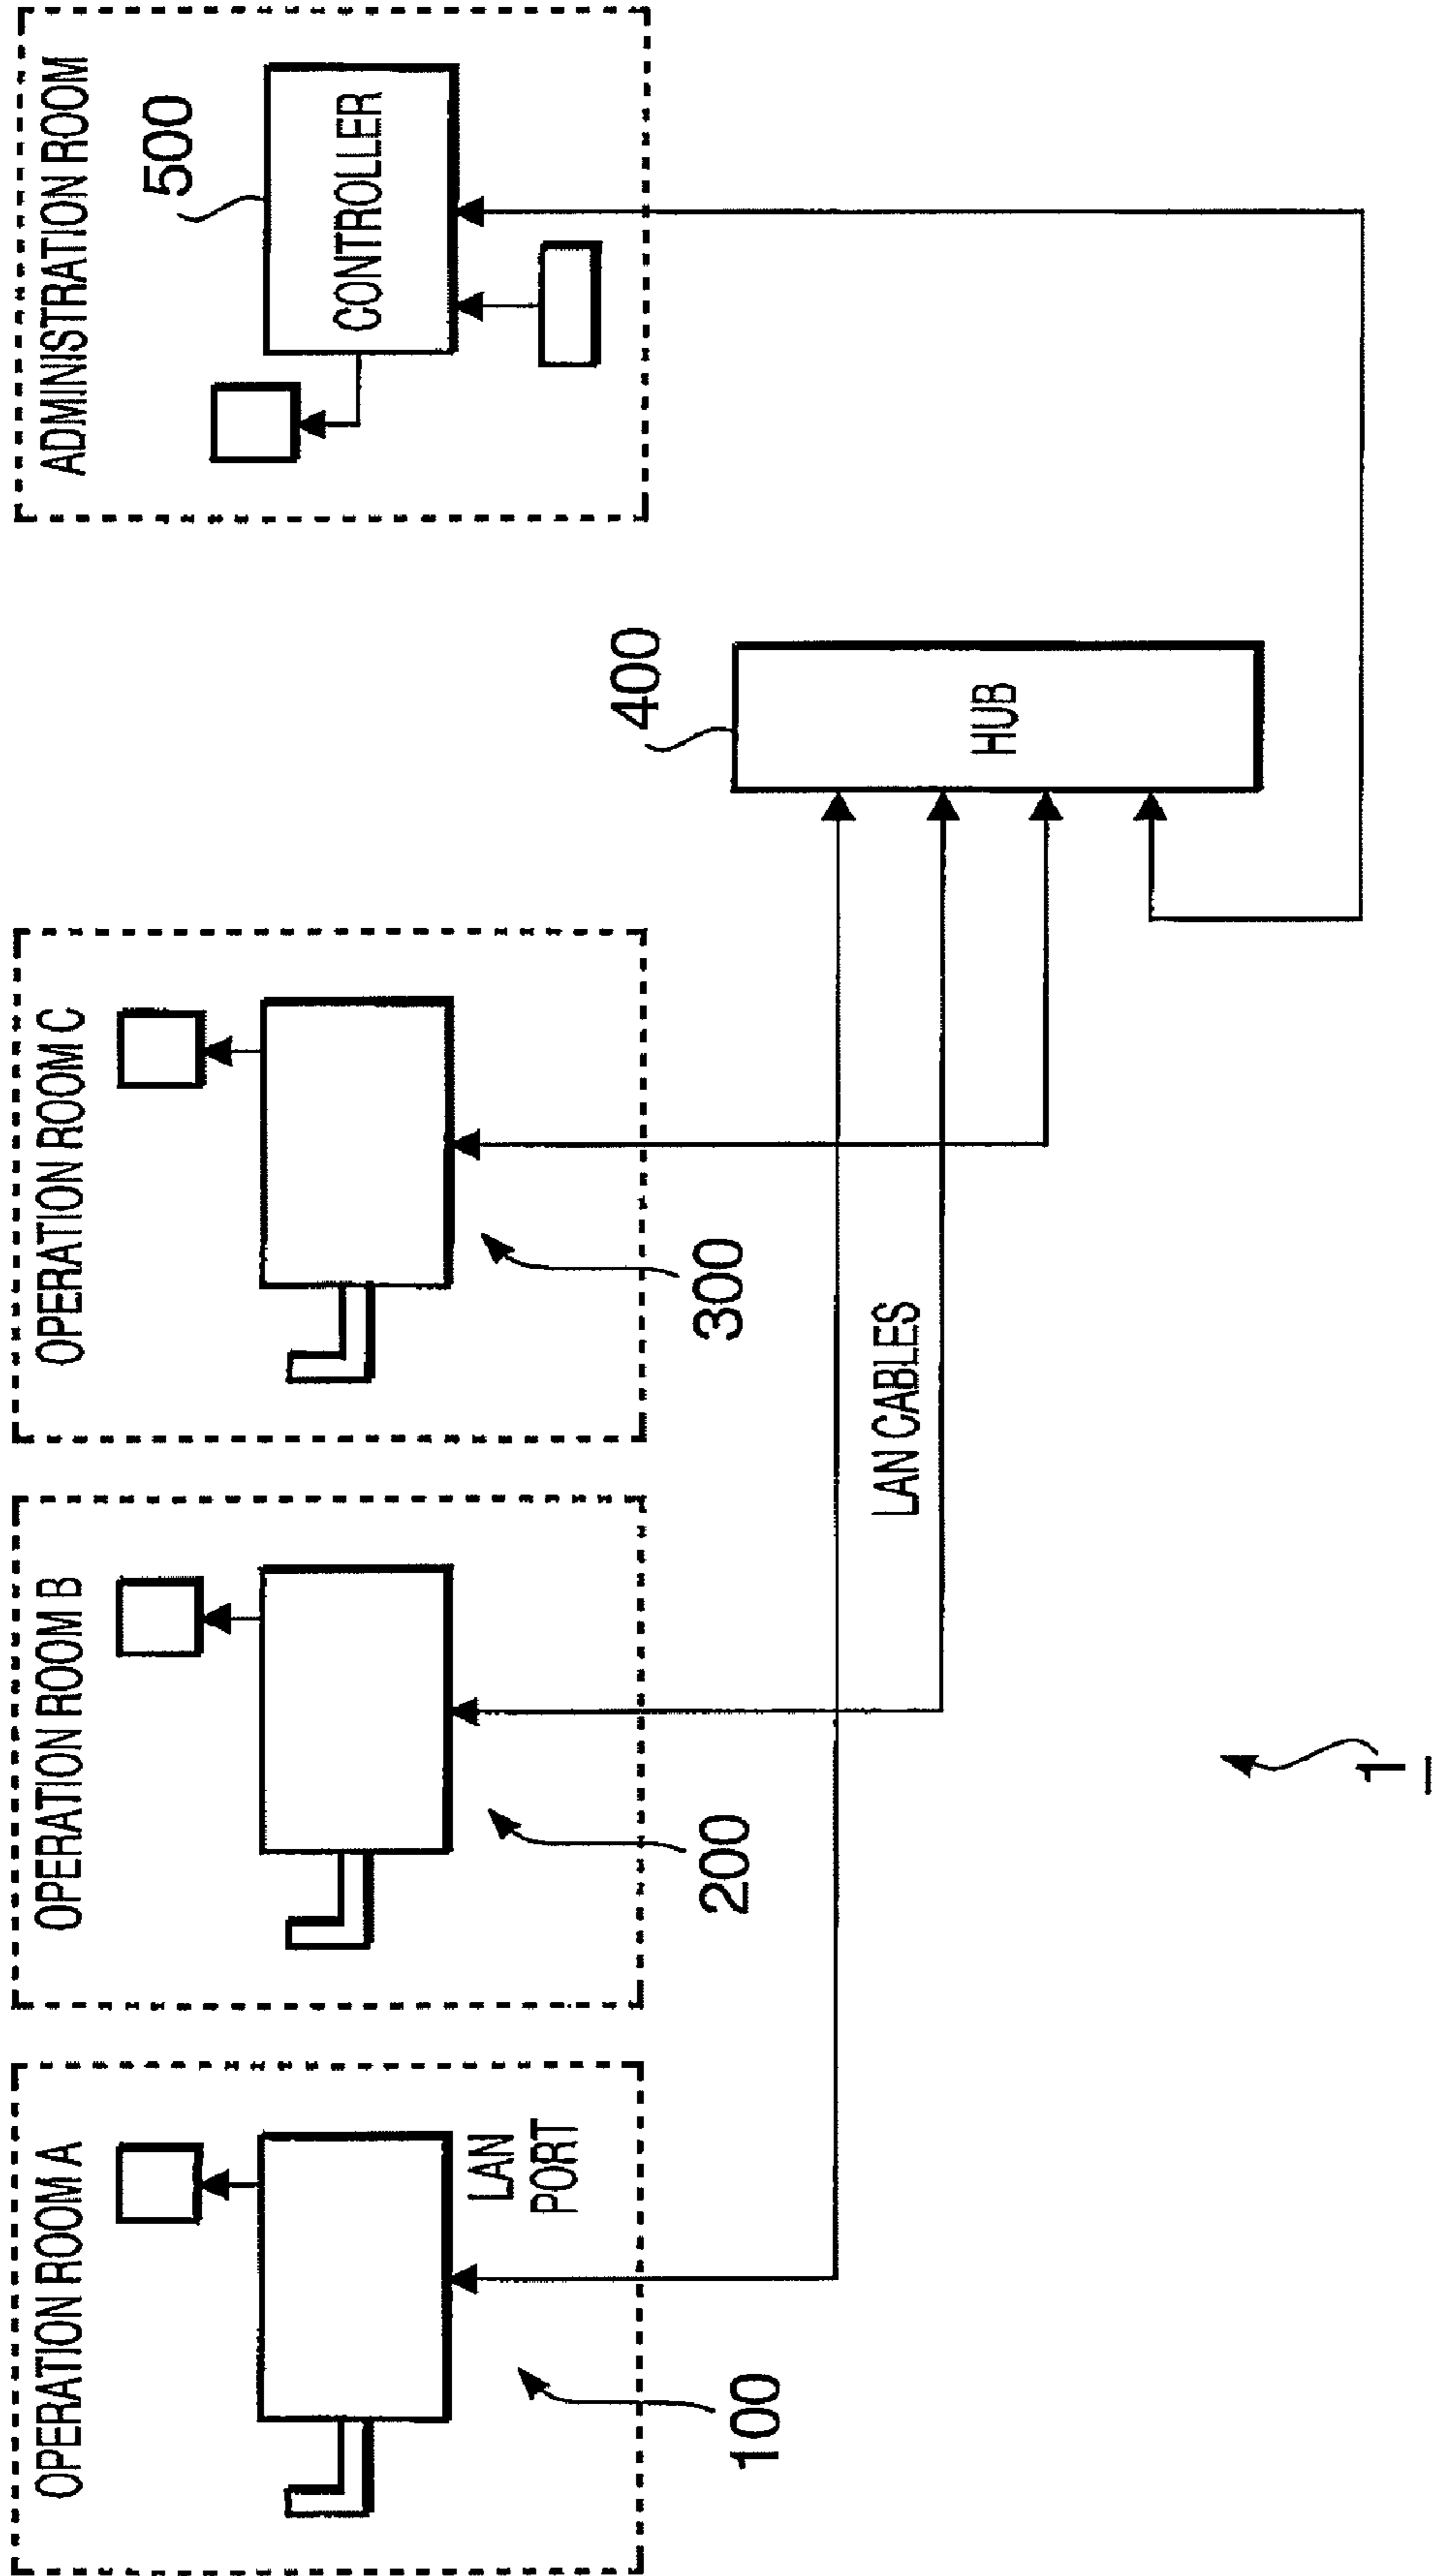 OPERATION ROOM A
LAN
PORT
100
OPERATION ROOM B
200
OPERATION ROOM C
300
LAN CABLES
HUB
400
ADMINISTRATION ROOM
500
CONTROLLER
1